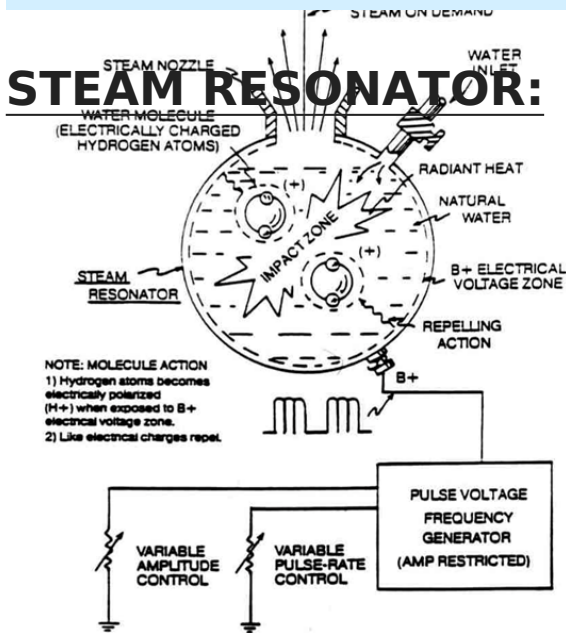 STEAM ON DEMAND
STEAM NOZZLE
WATER
INLET
STEAM RESONATOR:
WATER MOLECULE
(ELECTRICALLY CHARGED
HYDROGEN ATOMS)
(+)
RADIANT HEAT
NATURAL
WATER
IMPACT ZONE
(+)
STEAM
RESONATOR
B+ ELECTRICAL
VOLTAGE ZONE
REPELLING
ACTION
NOTE: MOLECULE ACTION
1) Hydrogen atoms becomes
electrically polarized
(H+) when exposed to B+
electrical voltage zone.
2) Like electrical charges repel.
B+
PULSE VOLTAGE
FREQUENCY
GENERATOR
(AMP RESTRICTED)
VARIABLE
AMPLITUDE
CONTROL
VARIABLE
PULSE-RATE
CONTROL